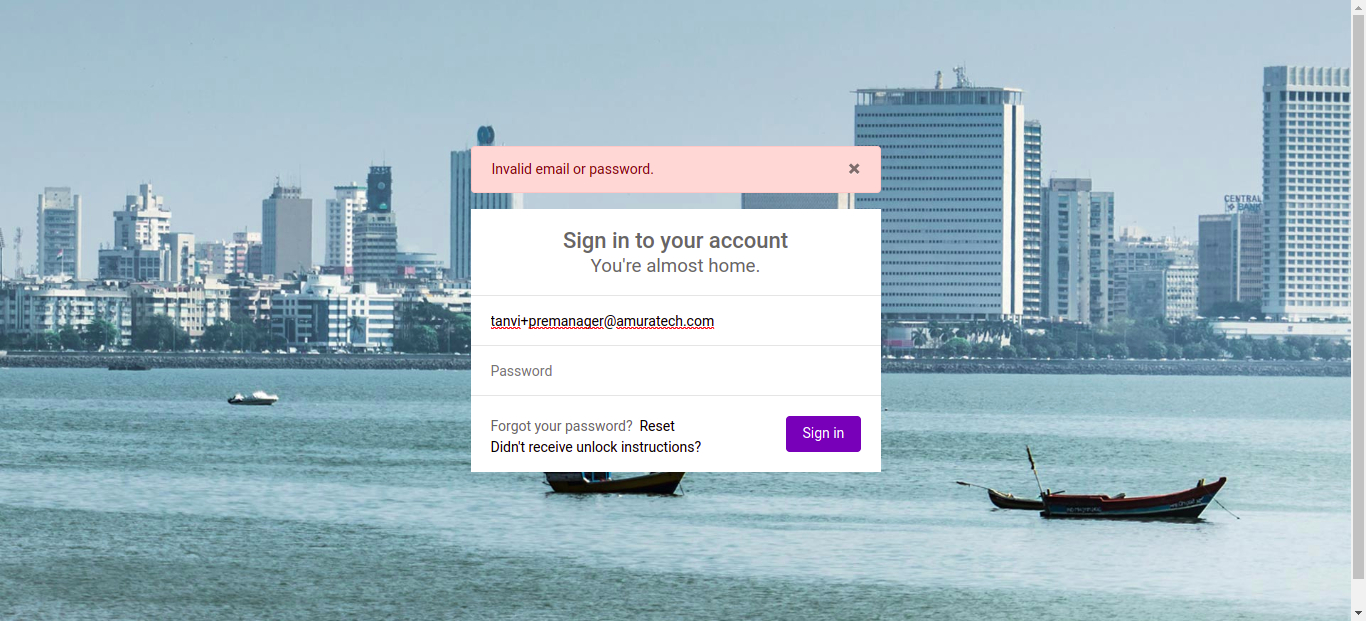 Invalid email or password.
×
CENTRAL
BANK
Sign in to your account
You're almost home.
tanvi+premanager@amuratech.com
Password
Forgot your password? Reset
Didn't receive unlock instructions?
Sign in